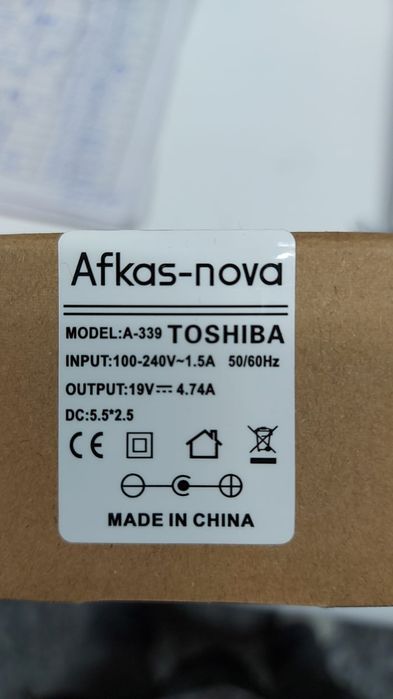 Afkas-nova
MODEL:A-339 TOSHIBA
INPUT:100-240V~1.5A 50/60Hz
OUTPUT:19V⎓ 4.74A
DC:5.5*2.5
CE
MADE IN CHINA